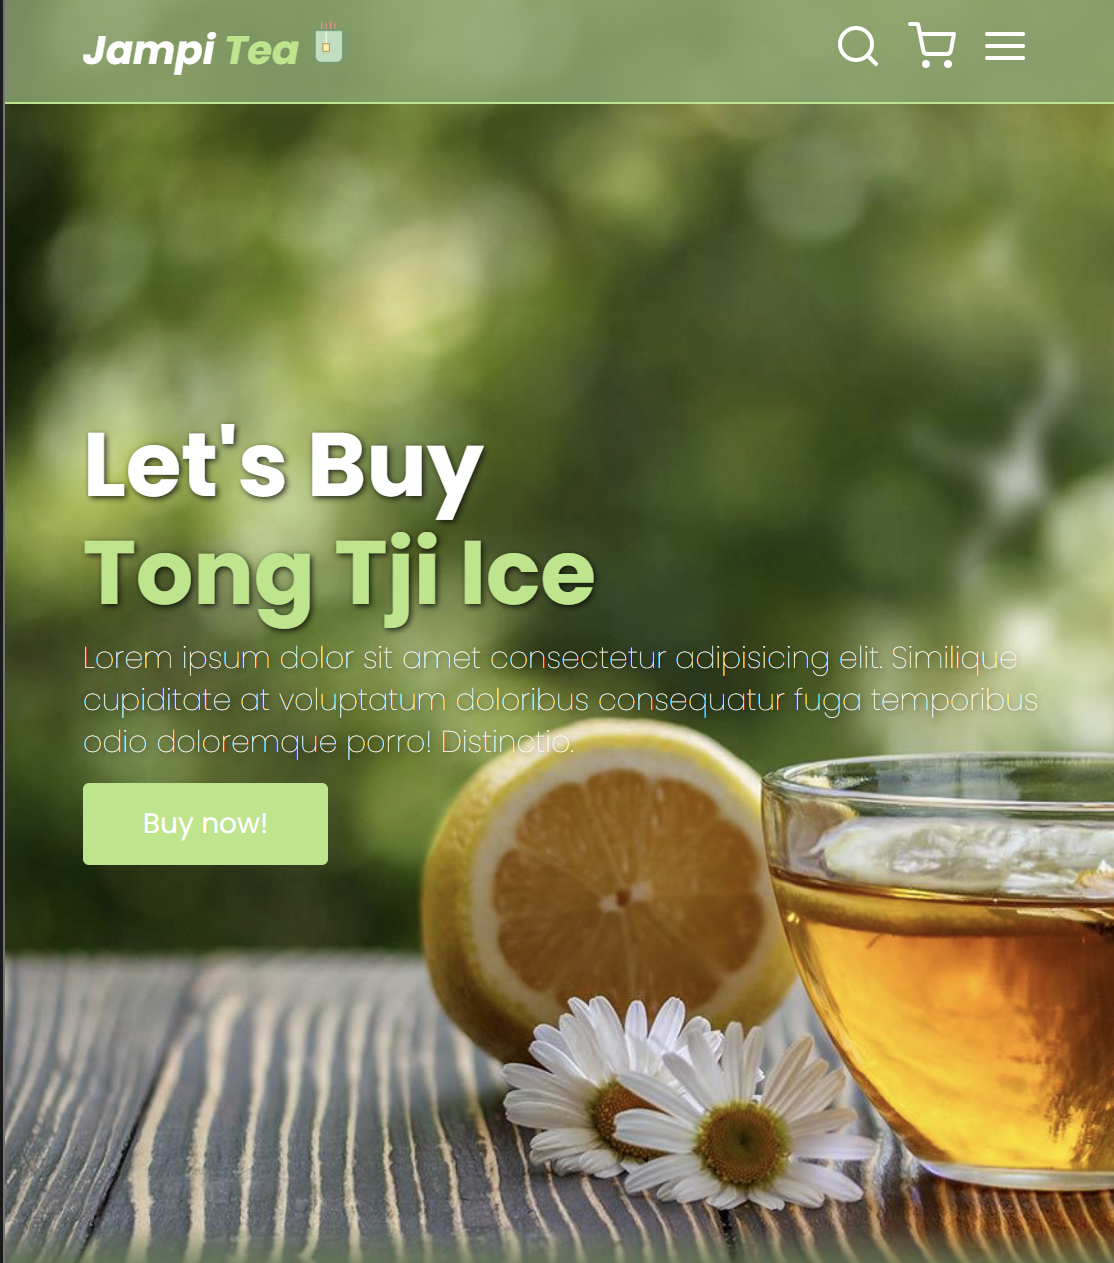 Jampi Tea
Let's Buy
Tong Tji Ice
Lorem ipsum dolor sit amet consectetur adipisicing elit. Similique
cupiditate at voluptatum doloribus consequatur fuga temporibus
odio doloremque porro! Distinctio.
Buy now!